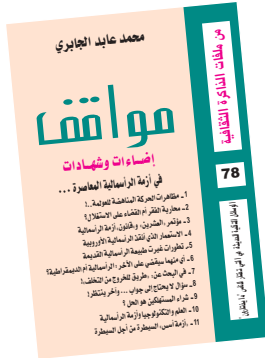 محمد عابد الجابري
مواقف
إضاءات وشهادات
في أزمة الرأسمالية المعاصرة ...
1 ـ مظاهرات الحركة المناهضة للعولمة..!
2 ـ محاربة الفقر أم القضاء على الاستقلال؟
3 ـ مؤتمر "العشرين"، و"قانون" أزمة الرأسمالية
4 ـ الاستعمار الذي أنقذ الرأسمالية الأوروبية
5 ـ تطورات غيرت طبيعة الرأسمالية القديمة
6 ـ أي منهما سيقضي على الآخر: الرأسمالية أم الديمقراطية؟
7 ـ في البحث عن "طريق للخروج من التخلف"!
8 ـ سؤال لا يحتاج إلى جواب ... وآخر ينتظر!
9 ـ شراء المستهلكين هو الحل؟
10 ـ العلم والتكنولوجيا وأزمة الرأسمالية
11 ـ "أزمة أسس" السيطرة من أجل السيطرة
من ملفات الذاكرة الثقافية
78